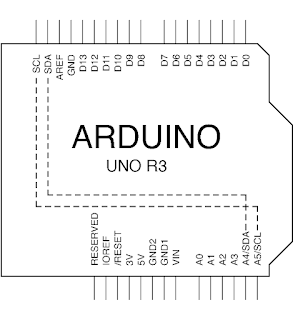 SCL
SDA
AREF
GND
D13
D12
D11
D10
D9
D8
D7
D6
D5
D4
D3
D2
D1
D0
ARDUINO
UNO R3
RESERVED
IOREF
/RESET
3V
5V
GND2
GND1
VIN
A0
A1
A2
A3
A4/SDA
A5/SCL